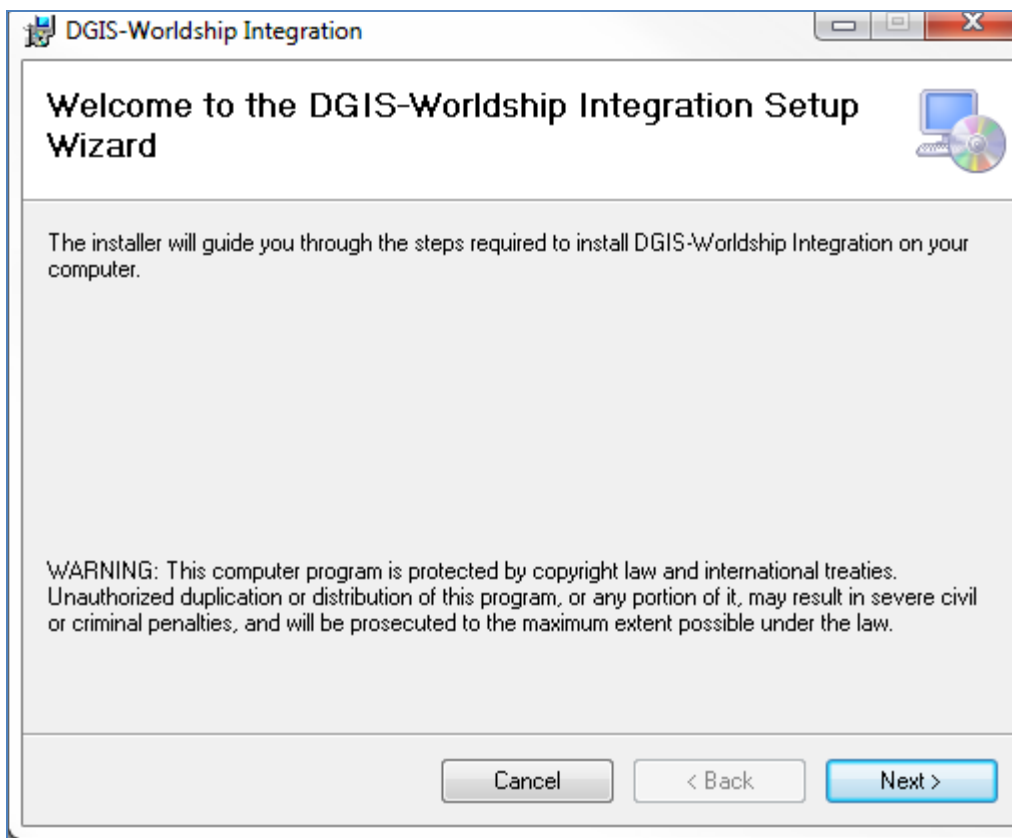 DGIS-Worldship Integration
Welcome to the DGIS-Worldship Integration Setup
Wizard
The installer will guide you through the steps required to install DGIS-Worldship Integration on your
computer.
WARNING: This computer program is protected by copyright law and international treaties.
Unauthorized duplication or distribution of this program, or any portion of it, may result in severe civil
or criminal penalties, and will be prosecuted to the maximum extent possible under the law.
Cancel
< Back
Next >